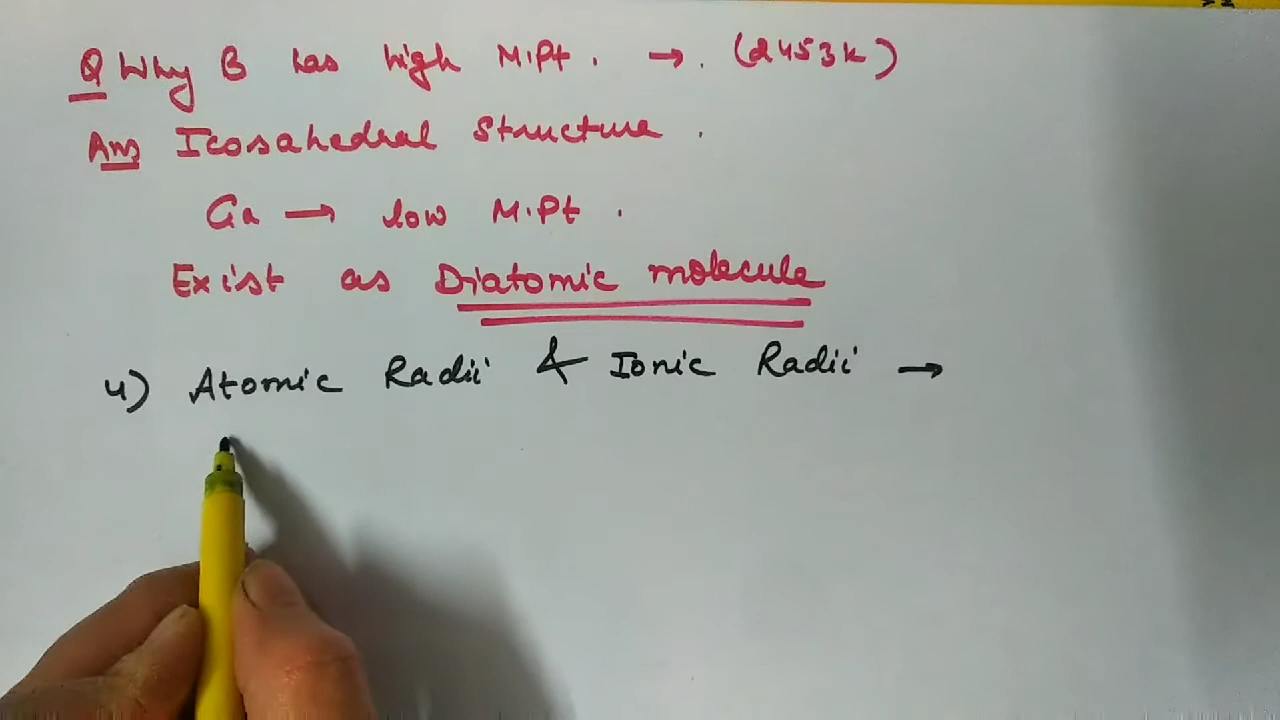 Q Why B has high M.Pt. → . (2453K)
Ans Icosahedral Structure .
Ga → low M.Pt .
Exist as Diatomic molecule
4) Atomic Radii & Ionic Radii →